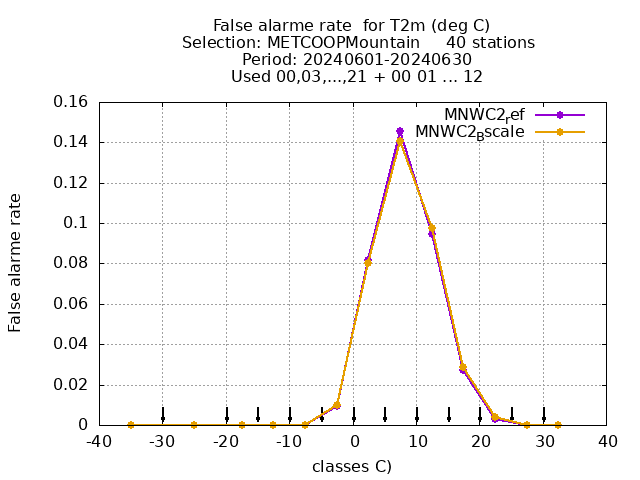 False alarme rate  for T2m (deg C)
Selection: METCOOPMountain     40 stations
Period: 20240601-20240630
Used 00,03,...,21 + 00 01 ... 12
MNWC2ref
MNWC2Bscale
False alarme rate
0.16
0.14
0.12
0.1
0.08
0.06
0.04
0.02
0
-40 -30 -20 -10 0 10 20 30 40
classes C)